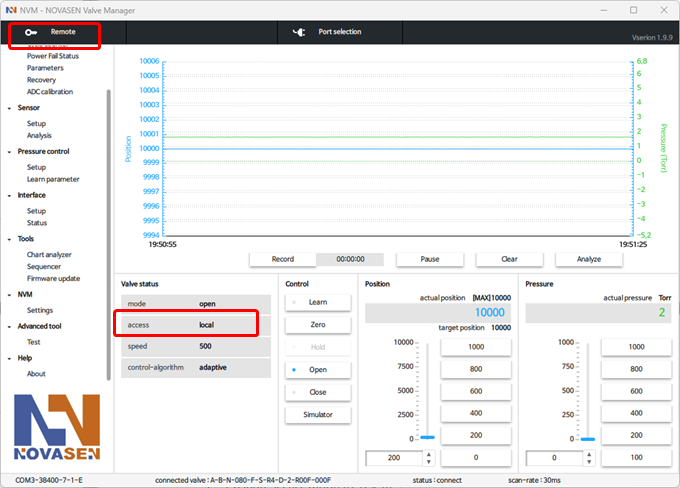 NVM - NOVASEN Valve Manager
Remote
Port selection
Vserion 1.9.9
Power Fail Status
Parameters
Recovery
ADC calibration
Sensor
Setup
Analysis
Pressure control
Setup
Learn parameter
Interface
Setup
Status
Tools
Chart analyzer
Sequencer
Firmware update
NVM
Settings
Advanced tool
Test
Help
About
NOVASEN
Position
10006
10005
10004
10003
10002
10001
10000
9999
9998
9997
9996
9995
9994
6,8
6
5
4
3
2
1
0
−1
−2
−3
−4
−5,2
Pressure (Torr)
19:50:55
19:51:25
Record
00:00:00
Pause
Clear
Analyze
Valve status
mode open
access local
speed 500
control-algorithm adaptive
Control
Learn
Zero
Hold
Open
Close
Simulator
Position
actual position [MAX]10000
10000
target position 10000
10000
7500
5000
2500
0
1000
800
600
400
200
200
0
Pressure
actual pressure Torr
2
1000
750
500
250
0
1000
800
600
400
200
0
100
COM3-38400-7-1-E
connected valve : A-B-N-080-F-S-R4-D-2-R00F-000F
status : connect
scan-rate : 30ms